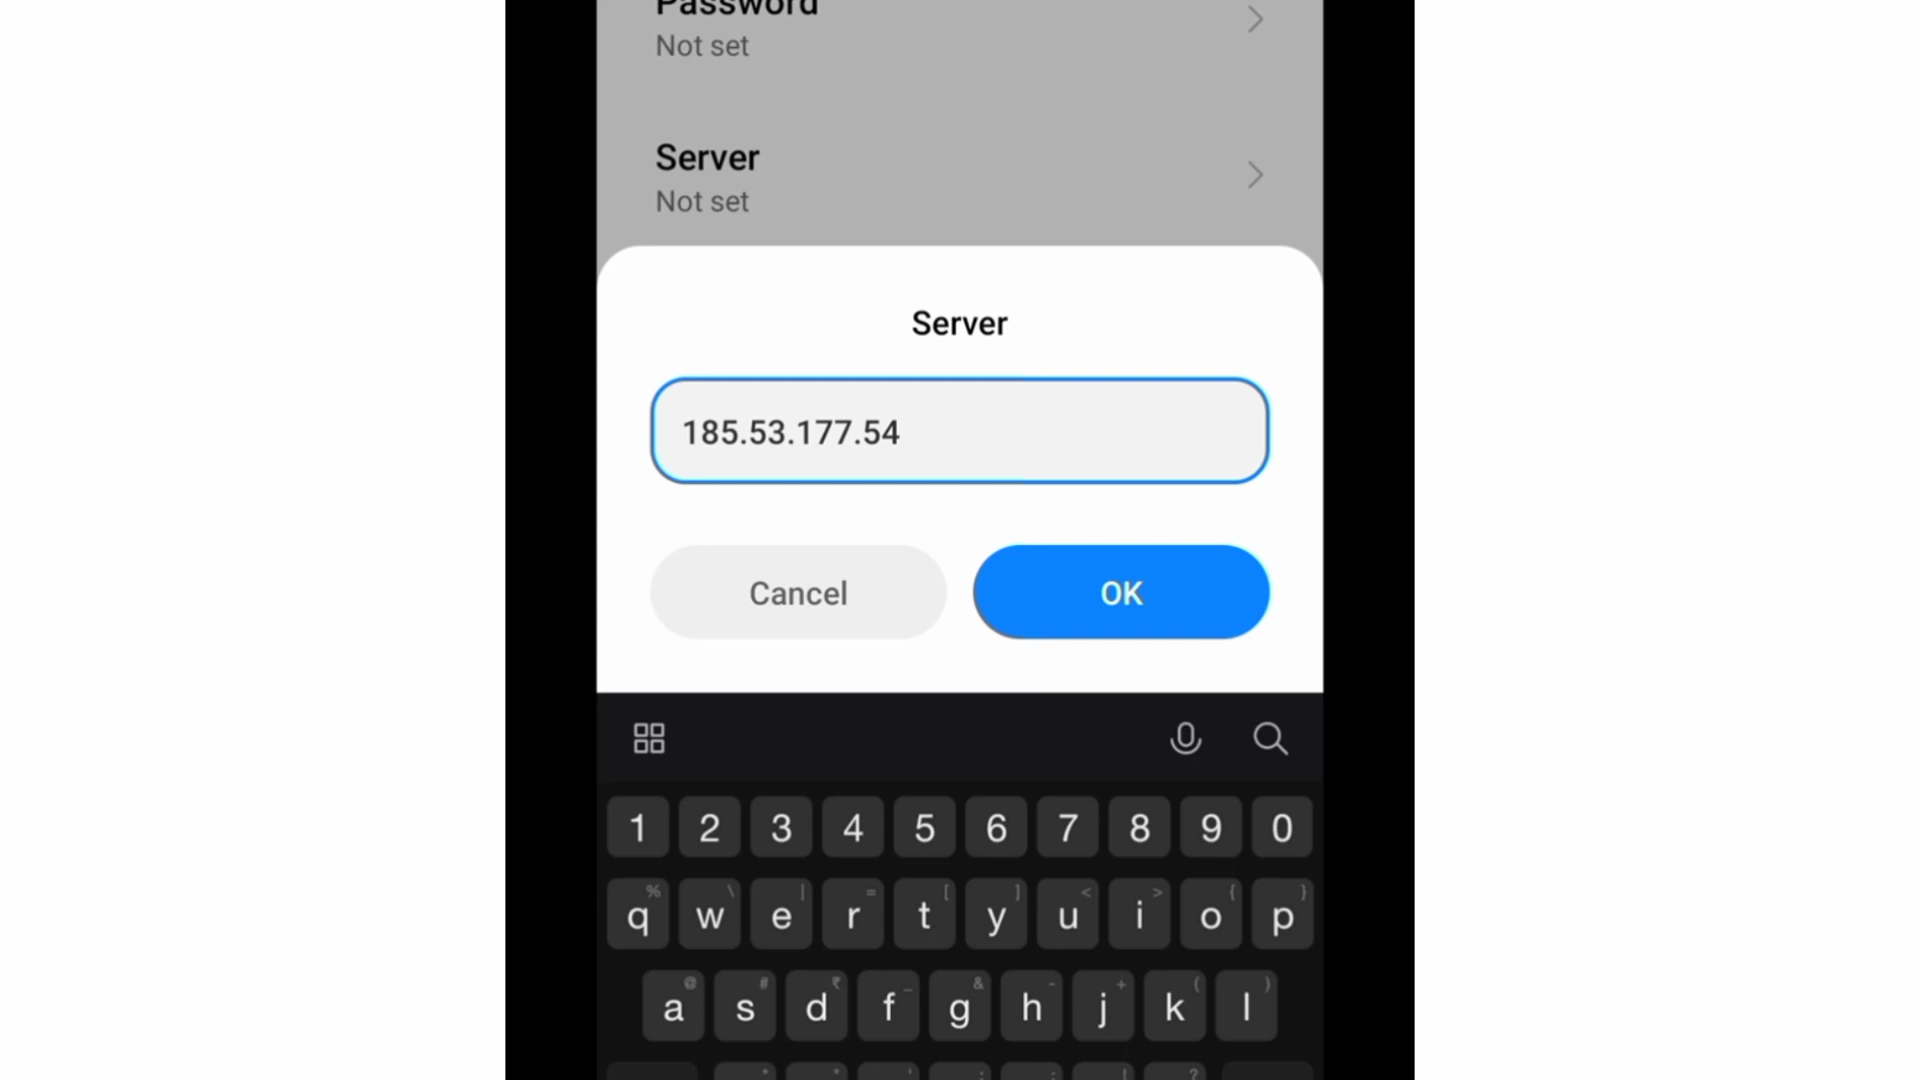 Password
Not set
Server
Not set
Server
185.53.177.54
Cancel
OK
1 2 3 4 5 6 7 8 9 0
% \ | = [ ] < > { }
q w e r t y u i o p
@ # ₹ _ & - + ( )
a s d f g h j k l
* " ' : ; ! ?